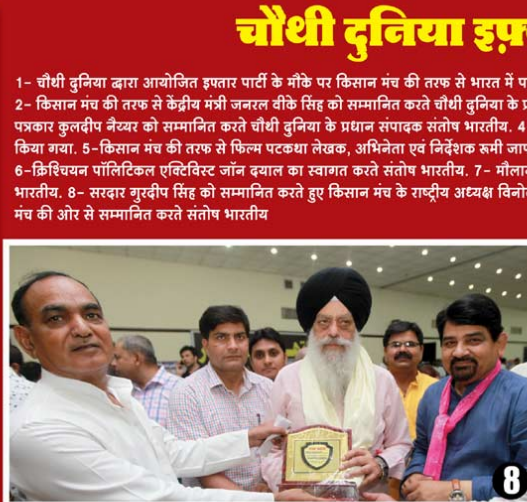 चौथी दुनिया इफ़्
1- चौथी दुनिया द्वारा आयोजित इफ्तार पार्टी के मौके पर किसान मंच की तरफ से भारत में
2- किसान मंच की तरफ से केंद्रीय मंत्री जनरल वीके सिंह को सम्मानित करते चौथी दुनिया के
पत्रकार कुलदीप नैय्यर को सम्मानित करते चौथी दुनिया के प्रधान संपादक संतोष भारतीय. 4
किया गया. 5-किसान मंच की तरफ से फिल्म पटकथा लेखक, अभिनेता एवं निर्देशक रूमी
6-क्रिश्चियन पॉलिटिकल एक्टिविस्ट जॉन दयाल का स्वागत करते संतोष भारतीय. 7-
भारतीय. 8- सरदार गुरदीप सिंह को सम्मानित करते हुए किसान मंच के राष्ट्रीय अध्यक्ष
मंच की ओर से सम्मानित करते संतोष भारतीय
8